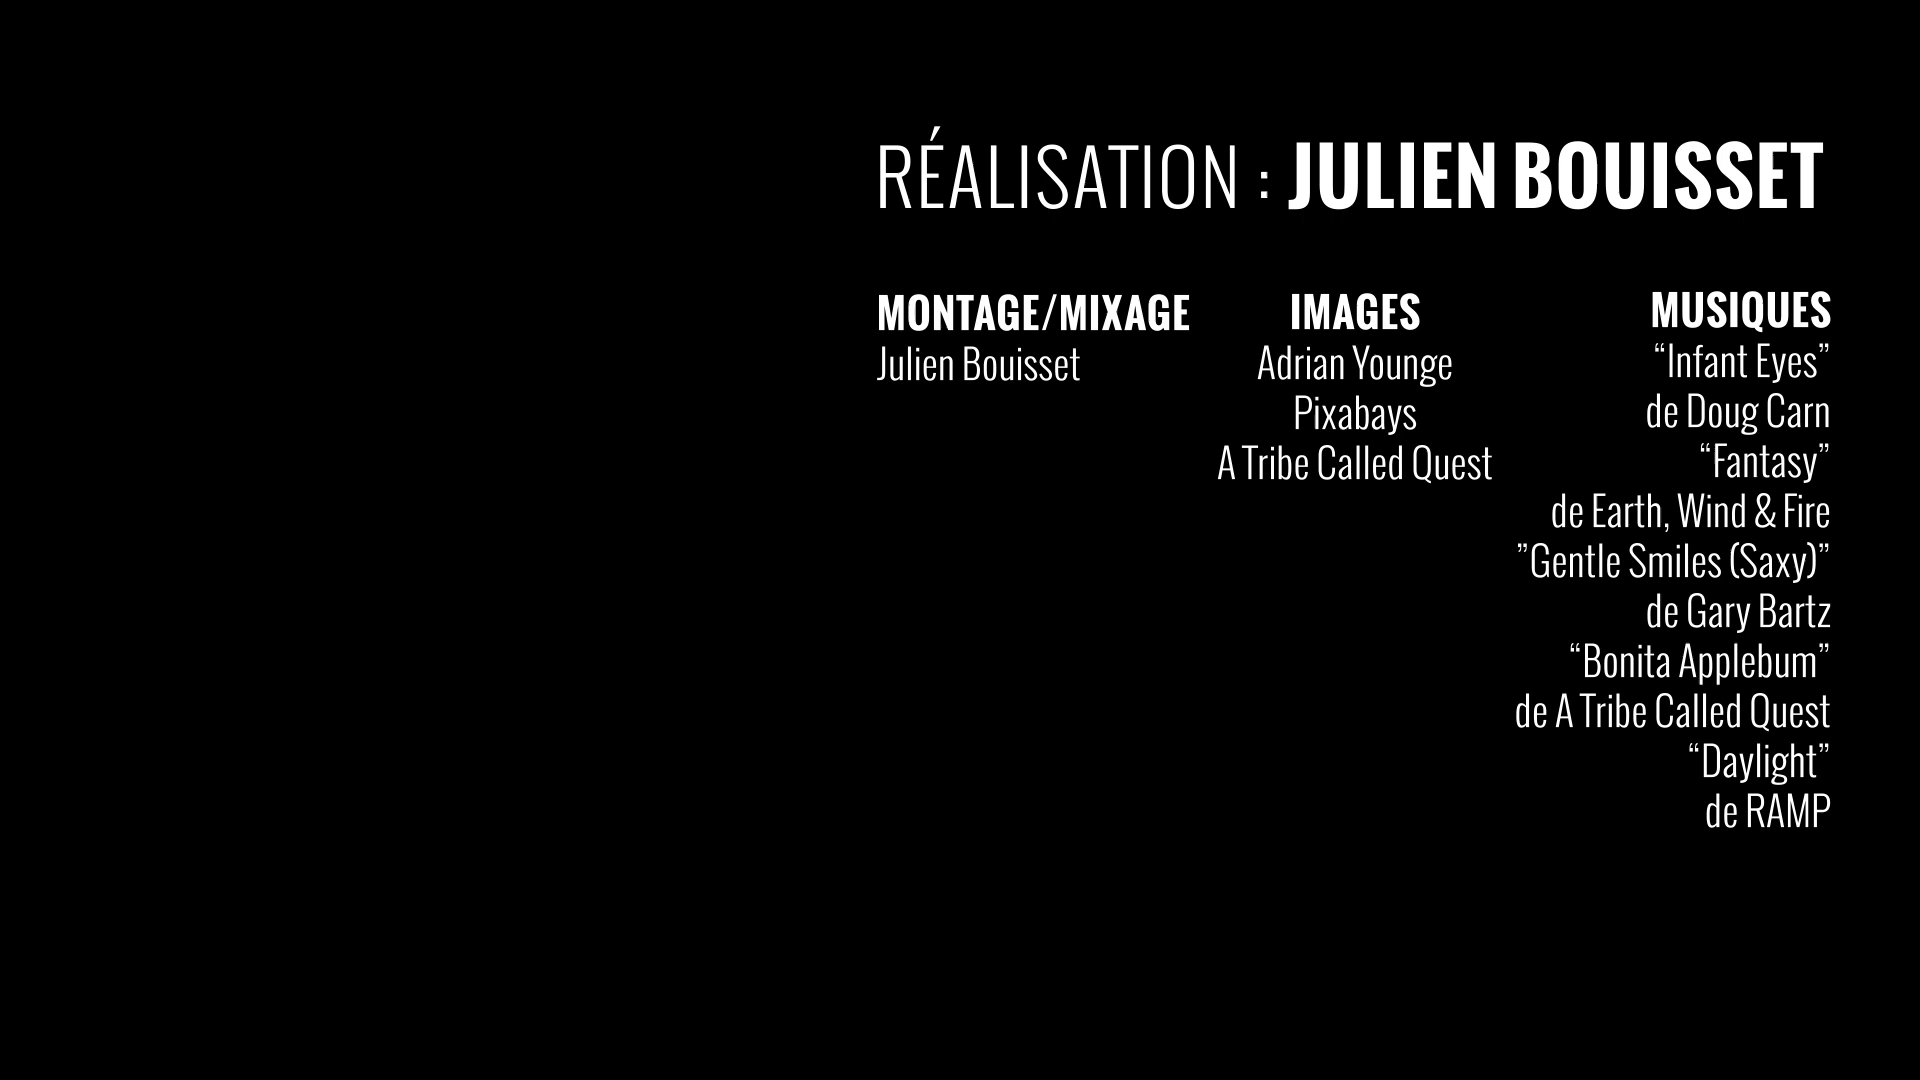 RÉALISATION : JULIEN BOUISSET
MONTAGE/MIXAGE
Julien Bouisset
IMAGES
Adrian Younge
Pixabays
A Tribe Called Quest
MUSIQUES
“Infant Eyes”
de Doug Carn
“Fantasy”
de Earth, Wind & Fire
”Gentle Smiles (Saxy)”
de Gary Bartz
“Bonita Applebum”
de A Tribe Called Quest
“Daylight”
de RAMP